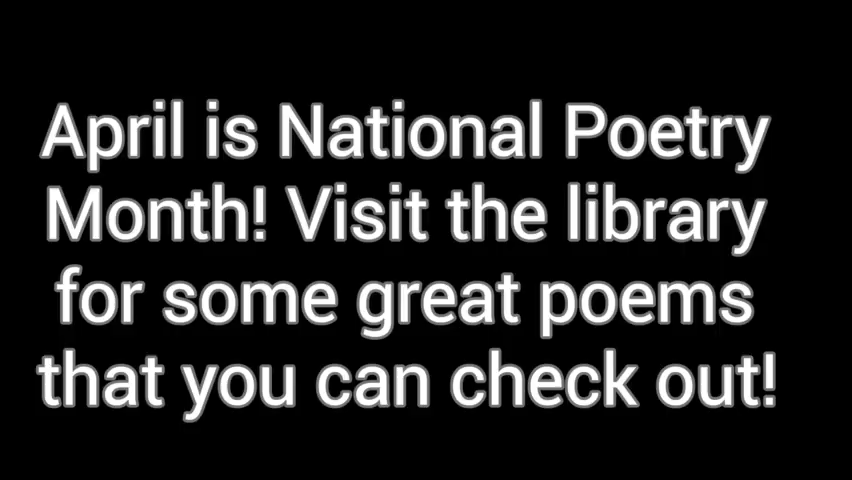 April is National Poetry
Month! Visit the library
for some great poems
that you can check out!